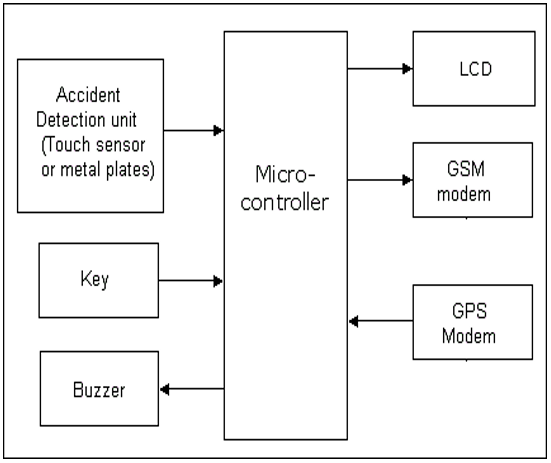 Accident
Detection unit
(Touch sensor
or metal plates)
Key
Buzzer
Micro-
controller
LCD
GSM
modem
GPS
Modem